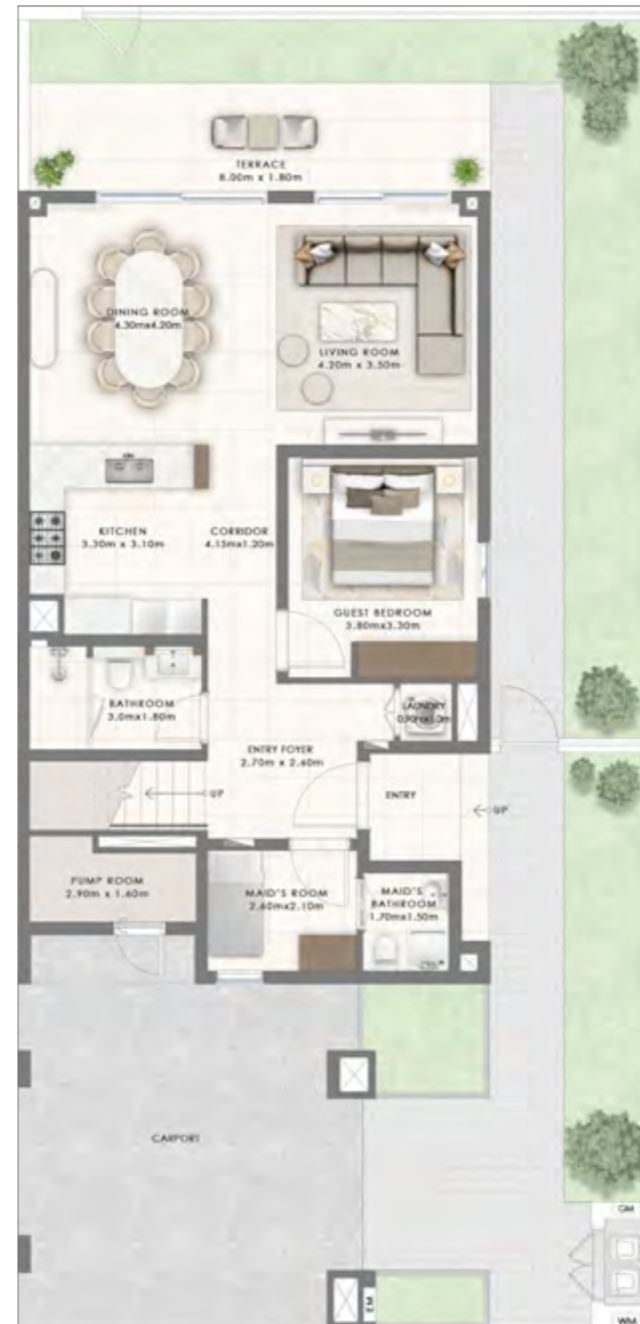 TERRACE
8.00m x 1.80m
DINING ROOM
4.30mx4.20m
LIVING ROOM
4.20m x 3.50m
KITCHEN
3.30m x 3.10m
CORRIDOR
4.15mx1.20m
GUEST BEDROOM
3.80mx3.30m
BATHROOM
3.0mx1.80m
LAUNDRY
ENTRY FOYER
2.70m x 2.60m
UP
ENTRY
UP
PUMP ROOM
2.90m x 1.60m
MAID'S ROOM
2.60mx2.10m
MAID'S
BATHROOM
1.70mx1.50m
CARPORT
GM
EM
WM